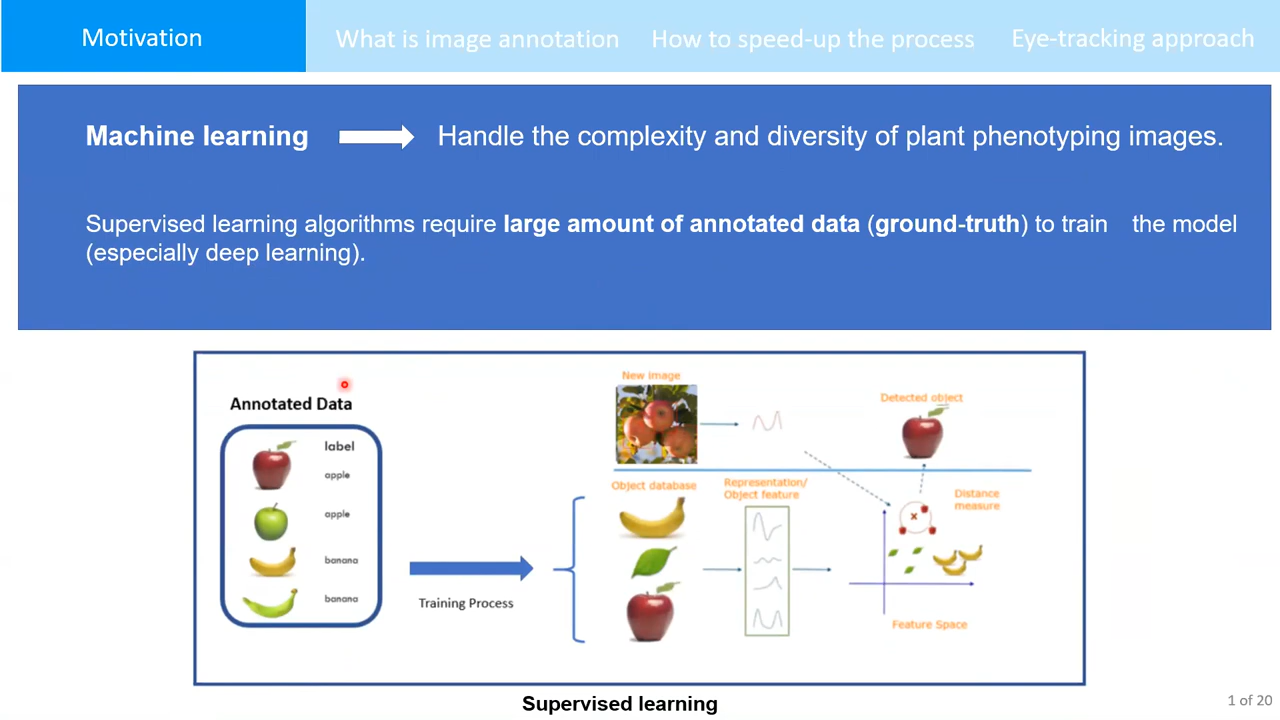 Motivation
What is image annotation
How to speed-up the process
Eye-tracking approach
Machine learning
Handle the complexity and diversity of plant phenotyping images.
Supervised learning algorithms require large amount of annotated data (ground-truth) to train the model
(especially deep learning).
Annotated Data
label
apple
apple
banana
banana
Training Process
New image
Object database
Representation/
Object feature
Detected object
Distance
measure
x
Feature Space
Supervised learning
1 of 20